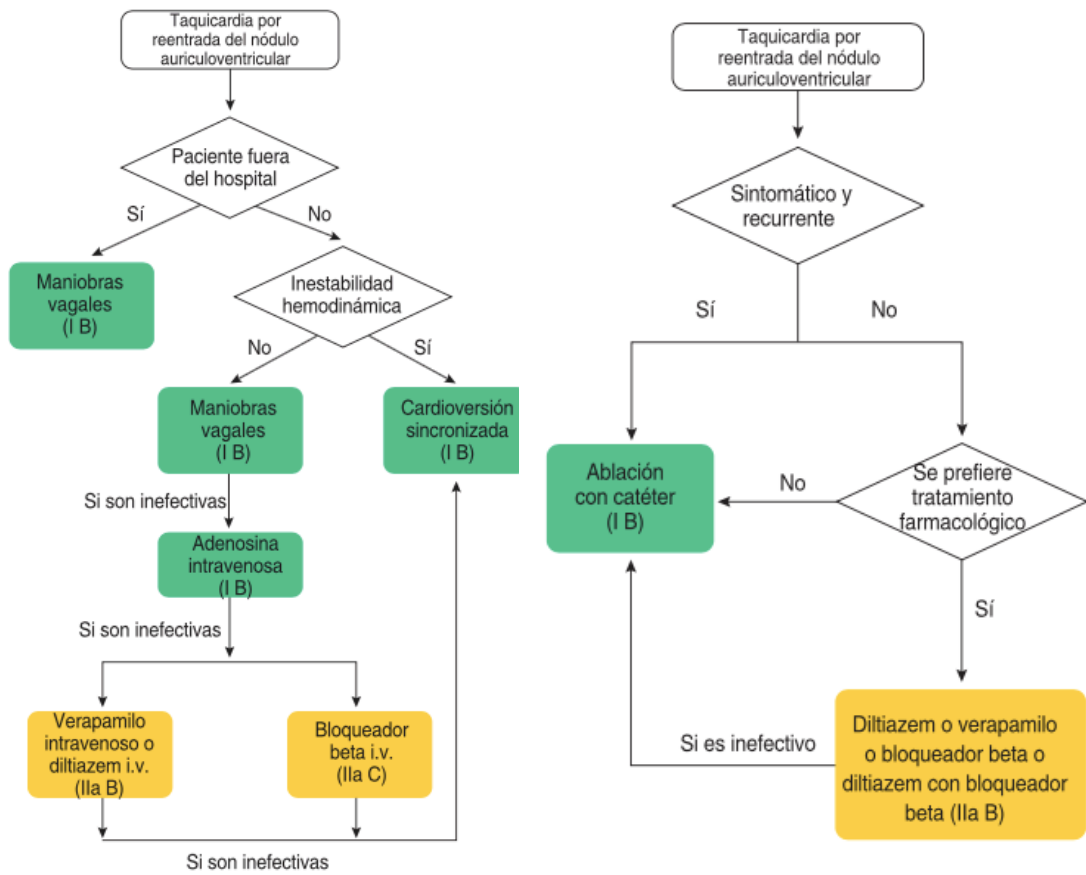 Taquicardia por
reentrada del nódulo
auriculoventricular
Paciente fuera
del hospital
Sí
No
Maniobras
vagales
(I B)
Inestabilidad
hemodinámica
No
Sí
Maniobras
vagales
(I B)
Cardioversión
sincronizada
(I B)
Si son inefectivas
Adenosina
intravenosa
(I B)
Si son inefectivas
Verapamilo
intravenoso o
diltiazem i.v.
(IIa B)
Bloqueador
beta i.v.
(IIa C)
Si son inefectivas
Taquicardia por
reentrada del nódulo
auriculoventricular
Sintomático y
recurrente
Sí
No
Ablación
con catéter
(I B)
No
Se prefiere
tratamiento
farmacológico
Sí
Si es inefectivo
Diltiazem o verapamilo
o bloqueador beta o
diltiazem con bloqueador
beta (IIa B)